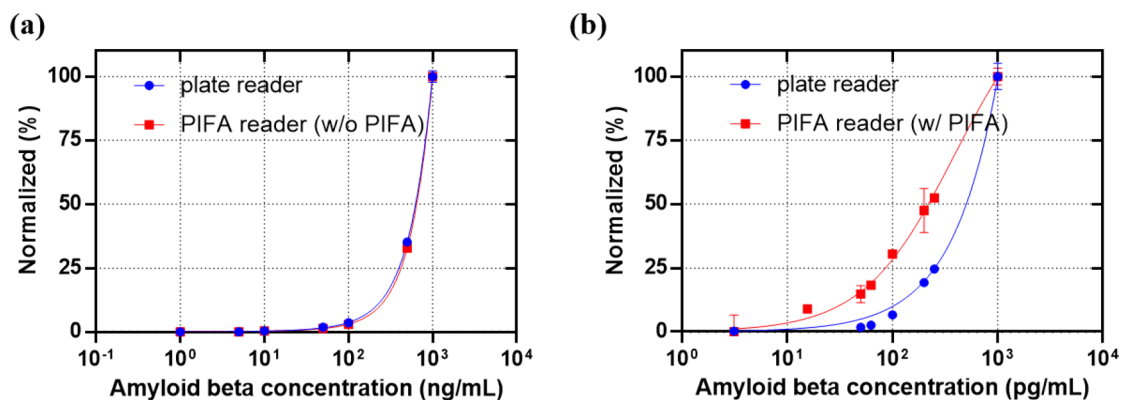 (a)
Normalized (%)
100
75
50
25
0
plate reader
PIFA reader (w/o PIFA)
10-1 100 101 102 103 104
Amyloid beta concentration (ng/mL)
(b)
Normalized (%)
100
75
50
25
0
plate reader
PIFA reader (w/ PIFA)
100 101 102 103 104
Amyloid beta concentration (pg/mL)